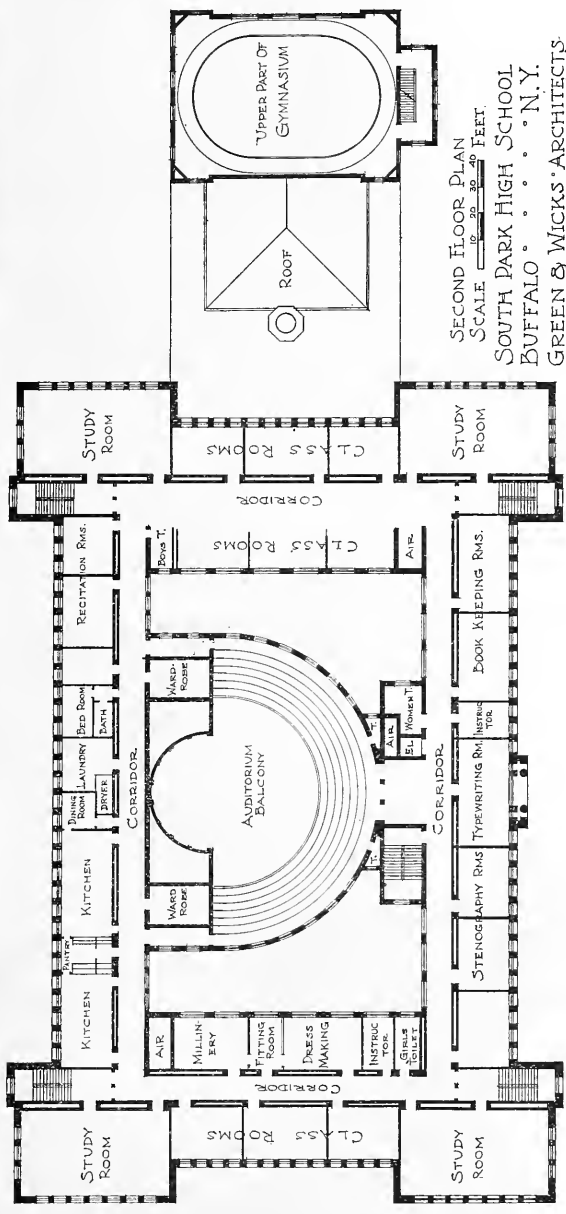 UPPER PART OF
GYMNASIUM
ROOF
SECOND FLOOR PLAN
SCALE 10 20 30 40 FEET.
SOUTH PARK HIGH SCHOOL
BUFFALO · · · · · N.Y.
GREEN & WICKS · ARCHITECTS·
STUDY
ROOM
CLASS ROOMS
STUDY
ROOM
CORRIDOR
RECITATION RMS.
BOYS T.
CLASS ROOMS
AIR
BOOK KEEPING RMS.
BED ROOM
BATH
LAUNDRY
DRYER
DINING
ROOM
KITCHEN
PANTRY
KITCHEN
CORRIDOR
WARD-
ROBE
AUDITORIUM
BALCONY
WARD
ROBE
T.
AIR
WOMEN T.
EL.
T.
CORRIDOR
INSTRUC
TOR
TYPEWRITING RM.
STENOGRAPHY RMS
AIR
MILLIN-
ERY
FITTING
ROOM
DRESS
MAKING
INSTRUC
TOR
GIRLS
TOILET
CORRIDOR
STUDY
ROOM
CLASS ROOMS
STUDY
ROOM